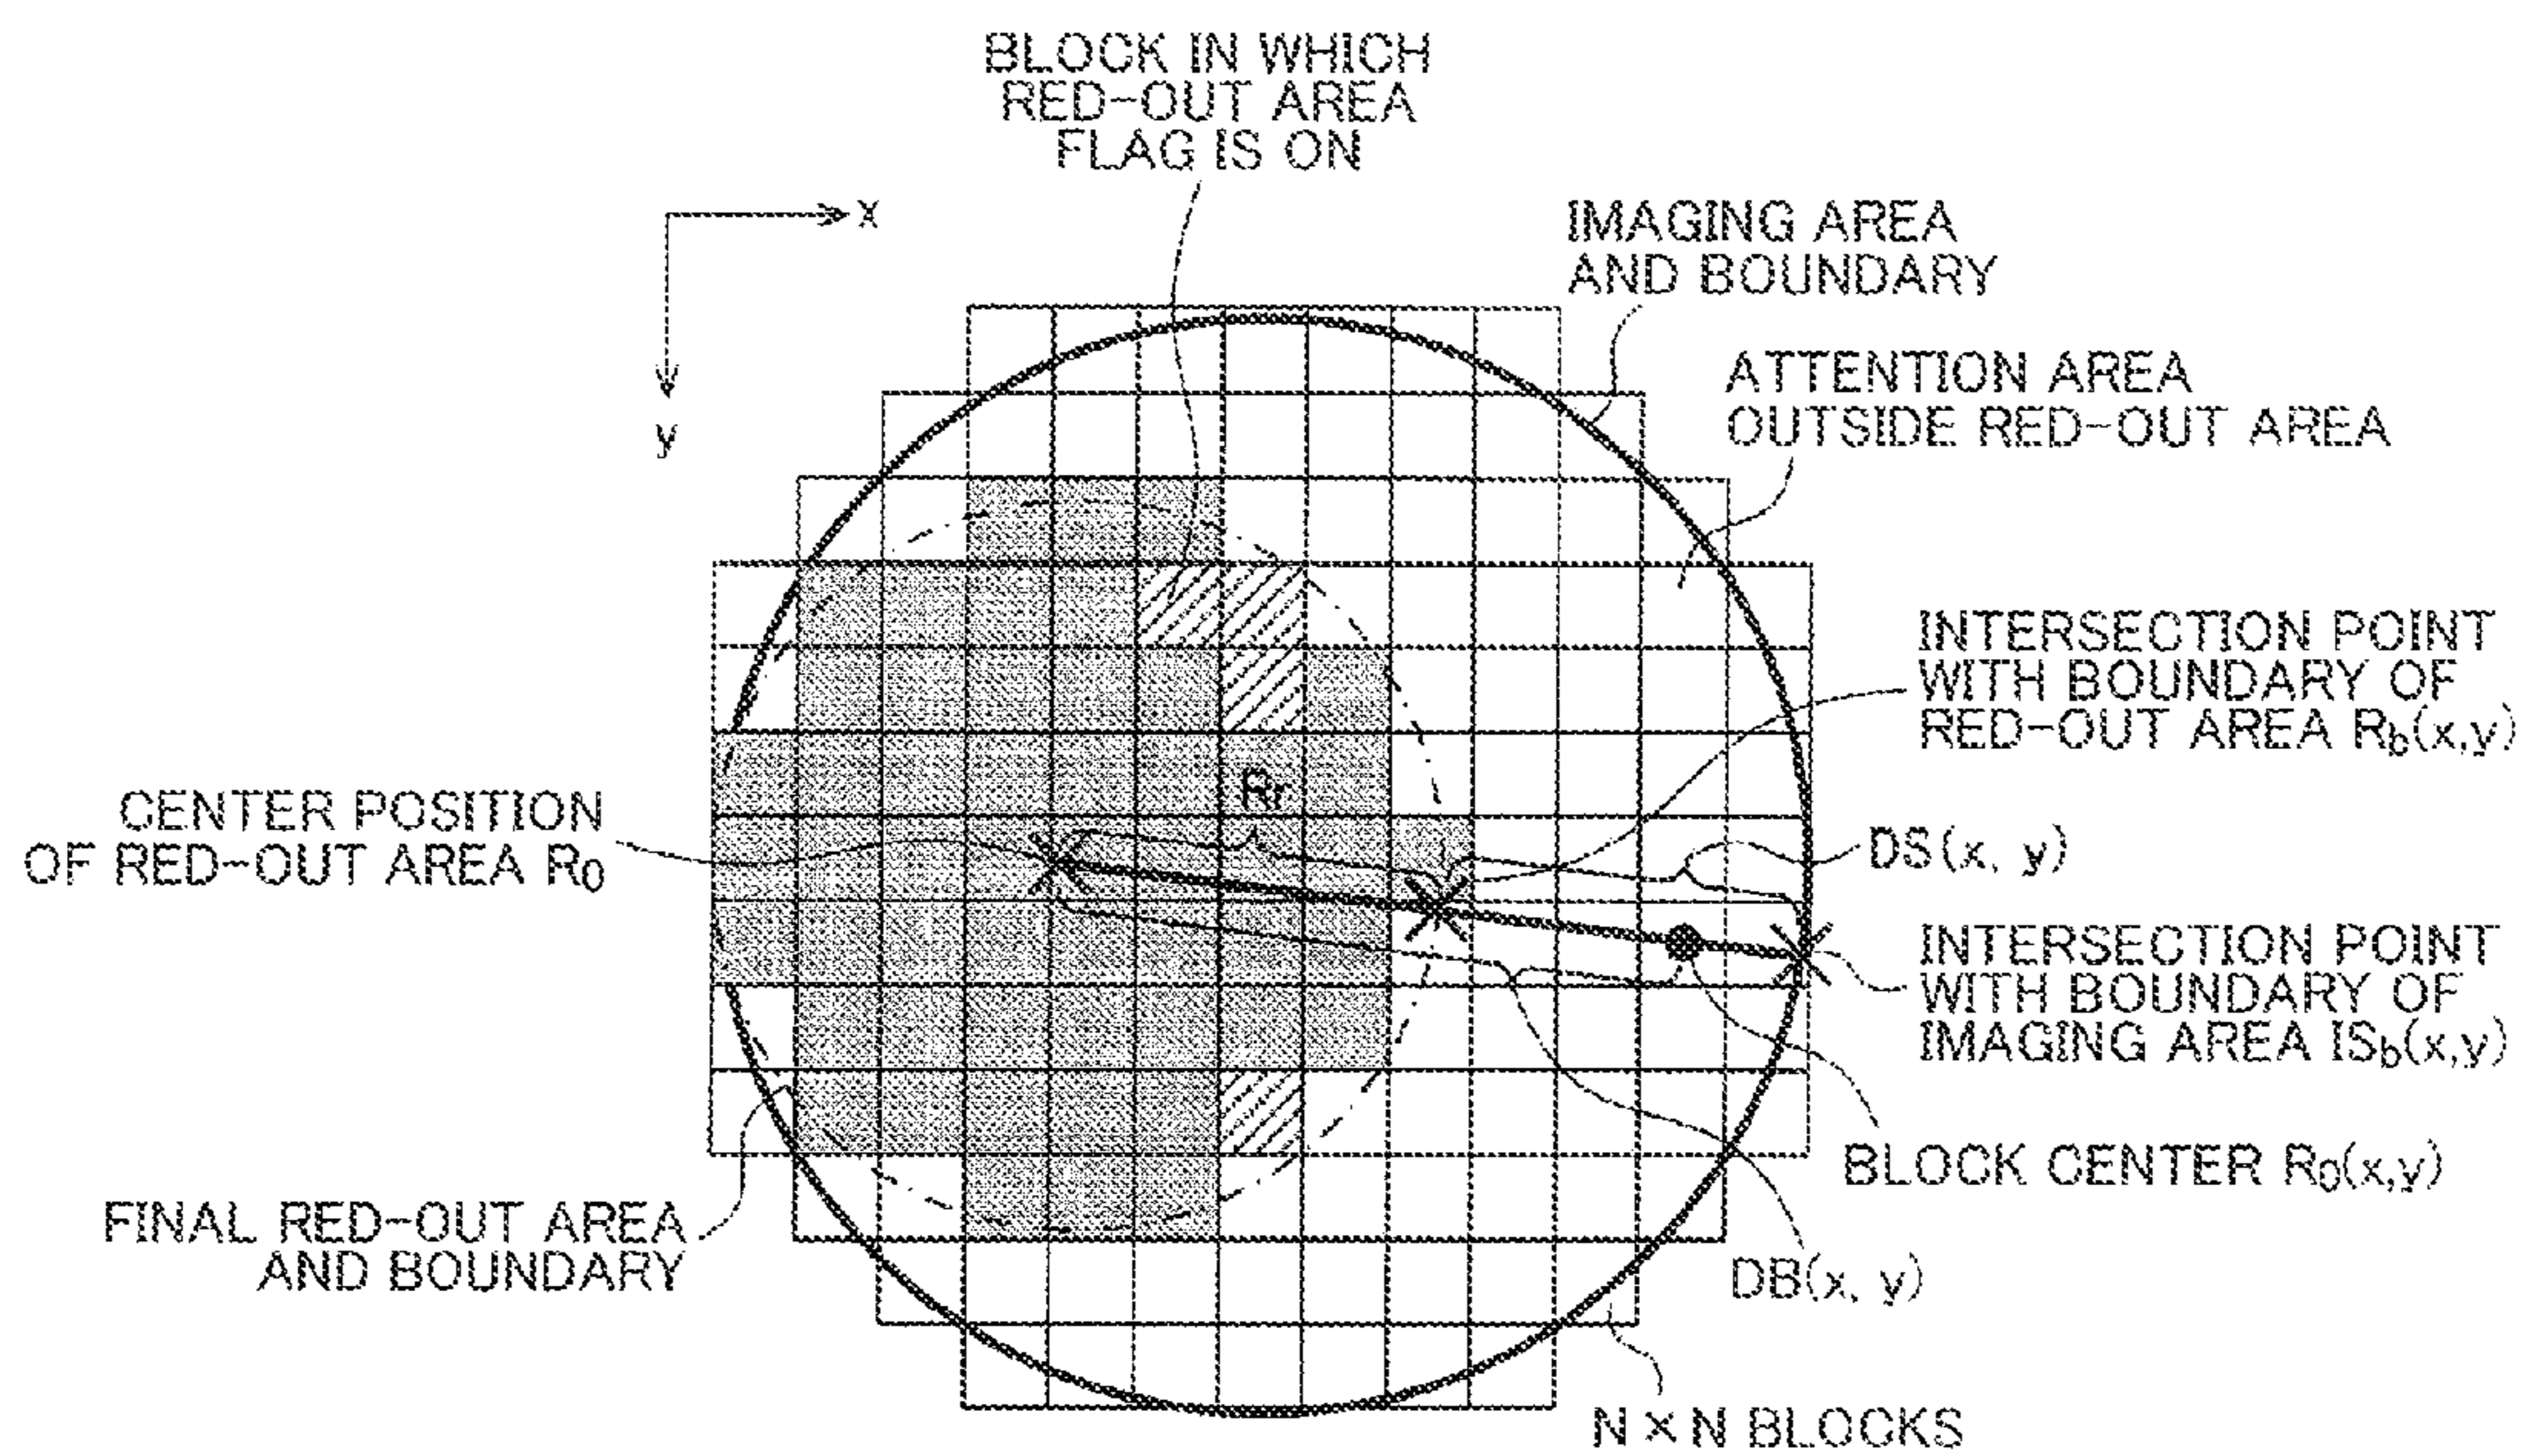 BLOCK IN WHICH
RED-OUT AREA
FLAG IS ON
x
y
IMAGING AREA
AND BOUNDARY
ATTENTION AREA
OUTSIDE RED-OUT AREA
INTERSECTION POINT
WITH BOUNDARY OF
RED-OUT AREA Rb(x,y)
Rr
CENTER POSITION
OF RED-OUT AREA R0
DS(x, y)
INTERSECTION POINT
WITH BOUNDARY OF
IMAGING AREA ISb(x,y)
BLOCK CENTER R0(x,y)
FINAL RED-OUT AREA
AND BOUNDARY
DB(x, y)
N×N BLOCKS